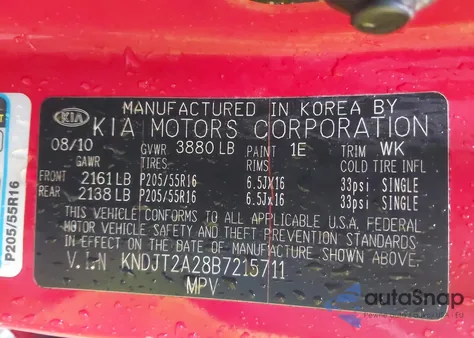 MANUFACTURED IN KOREA BY
KIA KIA MOTORS CORPORATION
08/10 GVWR 3880 LB PAINT 1E TRIM WK
GAWR TIRES RIMS COLD TIRE INFL
FRONT 2161 LB P205/55R16 6.5JX16 33psi SINGLE
REAR 2138 LB P205/55R16 6.5JX16 33psi SINGLE
THIS VEHICLE CONFORMS TO ALL APPLICABLE U.S.A. FEDERAL
MOTOR VEHICLE SAFETY AND THEFT PREVENTION STANDARDS
IN EFFECT ON THE DATE OF MANUFACTURE SHOWN ABOVE.
V.I.N KNDJT2A28B7215711
MPV
P205/55R16
autoSnap